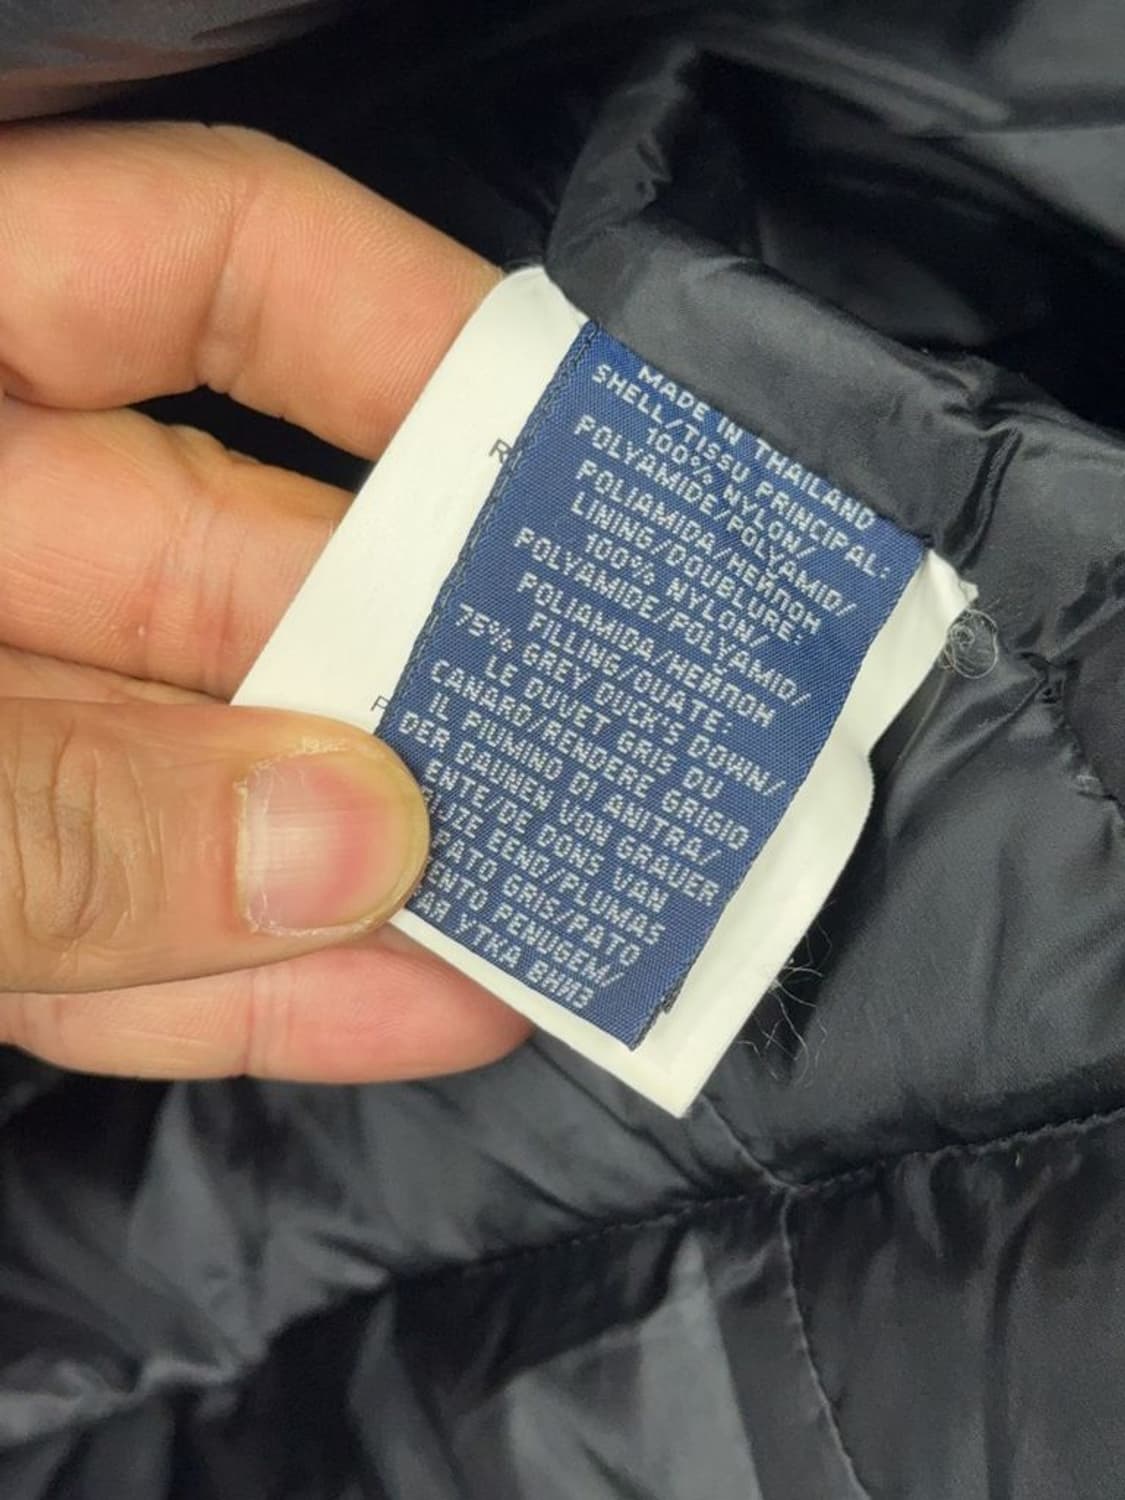 MADE IN THAILAND
SHELL/TISSU PRINCIPAL:
100% NYLON/
POLYAMIDE/POLYAMID/
POLIAMIDA/НЕЙЛОН
LINING/DOUBLURE:
100% NYLON/
POLYAMIDE/POLYAMID/
POLIAMIDA/НЕЙЛОН
FILLING/OUATE:
75% GREY DUCK'S DOWN/
LE DUVET GRIS DU
CANARD/RENDERE GRIGIO
IL PIUMINO DI ANITRA/
DER DAUNEN VON GRAUER
ENTE/DE DONS VAN
EEND/PLUMAS
GRIS/PATO
PENUGEM/
УТКА ВНИЗ
R